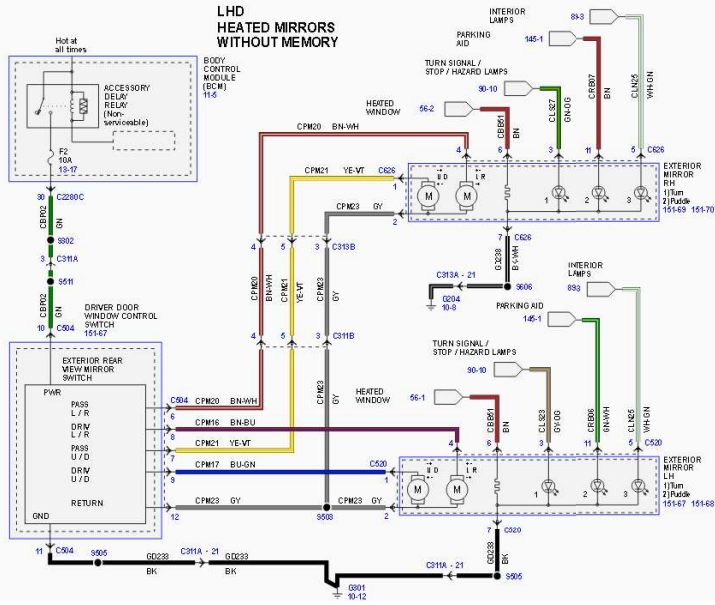 LHD
HEATED MIRRORS
WITHOUT MEMORY
INTERIOR
LAMPS
89-3
PARKING
AID
145-1
TURN SIGNAL /
STOP / HAZARD LAMPS
90-10
HEATED
WINDOW
56-2
Hot at
all times
BODY
CONTROL
MODULE
(BCM)
11-5
ACCESSORY
DELAY
RELAY
(Non-
serviceable)
F2
10A
13-17
30 C2280C
CBP02
GN
S302
3 C311A
S511
CBP02
GN
10 C504
DRIVER DOOR
WINDOW CONTROL
SWITCH
151-67
EXTERIOR REAR
VIEW MIRROR
SWITCH
PWR
PASS
L / R
DRIV
L / R
PASS
U / D
DRIV
U / D
RETURN
GND
C504
6
8
7
9
12
CPM20 BN-WH
CPM16 BN-BU
CPM21 YE-VT
CPM17 BU-GN
CPM23 GY
CPM20 BN-WH
CPM21 YE-VT
C626
1
CPM23 GY
2
4 5 3 C313B
CPM20
BN-WH
CPM21
YE-VT
CPM23
GY
4 5 3 C311B
CPM23
GY
CBB51
BN
CLS27
GN-OG
CRB07
BN
CLN25
WH-GN
4 6 3 11 5 C626
U D
L R
M
M
1
2
3
EXTERIOR
MIRROR
RH
1)Turn
2)Puddle
151-69 151-70
7 C626
GD238
BK-WH
C313A - 21
S606
G204
10-8
INTERIOR
LAMPS
89-3
PARKING AID
145-1
TURN SIGNAL /
STOP / HAZARD LAMPS
90-10
HEATED
WINDOW
56-1
CBB51
BN
CLS23
GY-OG
CRB06
GN-WH
CLN25
WH-GN
4 6 3 11 5 C520
C520
1
S503
CPM23 GY
2
U D
L R
M
M
1
2
3
EXTERIOR
MIRROR
LH
1)Turn
2)Puddle
151-67 151-68
7 C520
GD233
BK
S505
C311A - 21
11 C504
S505
GD233
BK
C311A - 21
GD233
BK
G301
10-12